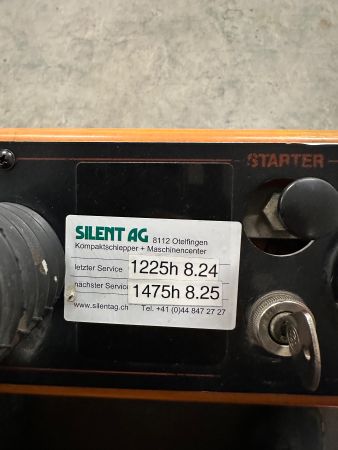 STARTER
SILENT AG 8112 Otelfingen
Kompaktschlepper + Maschinencenter
letzter Service 1225h 8.24
nächster Service 1475h 8.25
www.silentag.ch Tel. +41 (0)44 847 27 27